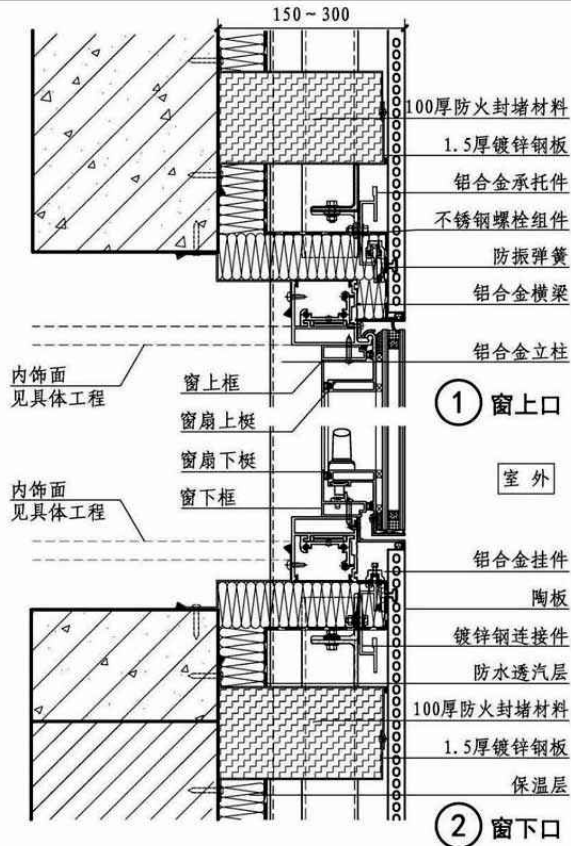 150～300
100厚防火封堵材料
1.5厚镀锌钢板
铝合金承托件
不锈钢螺栓组件
防振弹簧
铝合金横梁
铝合金立柱
内饰面
见具体工程
窗上框
窗扇上梃
1 窗上口
窗扇下梃
窗下框
室外
内饰面
见具体工程
铝合金挂件
陶板
镀锌钢连接件
防水透汽层
100厚防火封堵材料
1.5厚镀锌钢板
保温层
2 窗下口